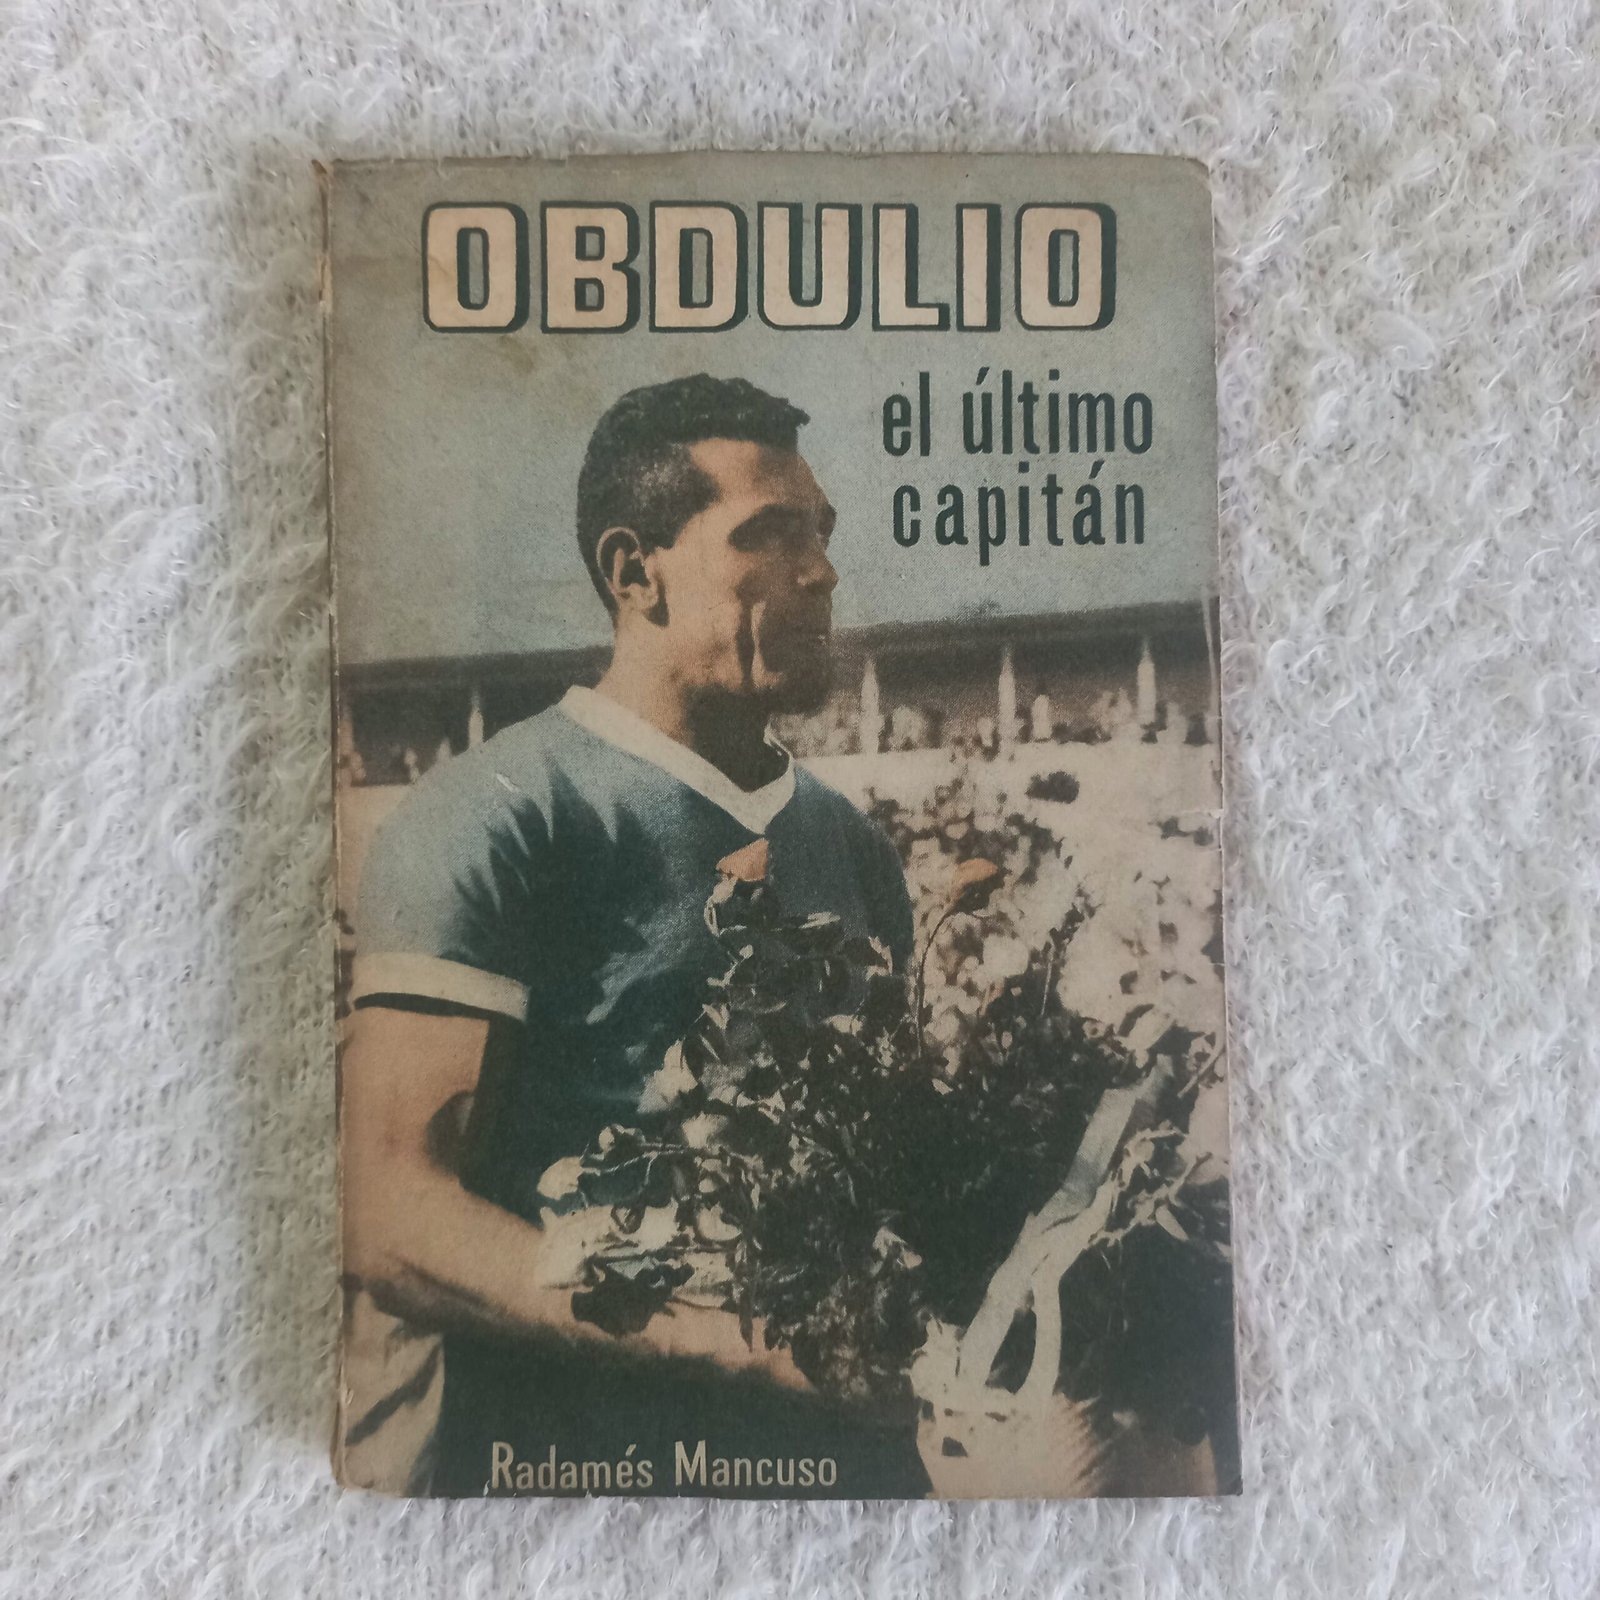 OBDULIO
el último
capitán
Radamés Mancuso